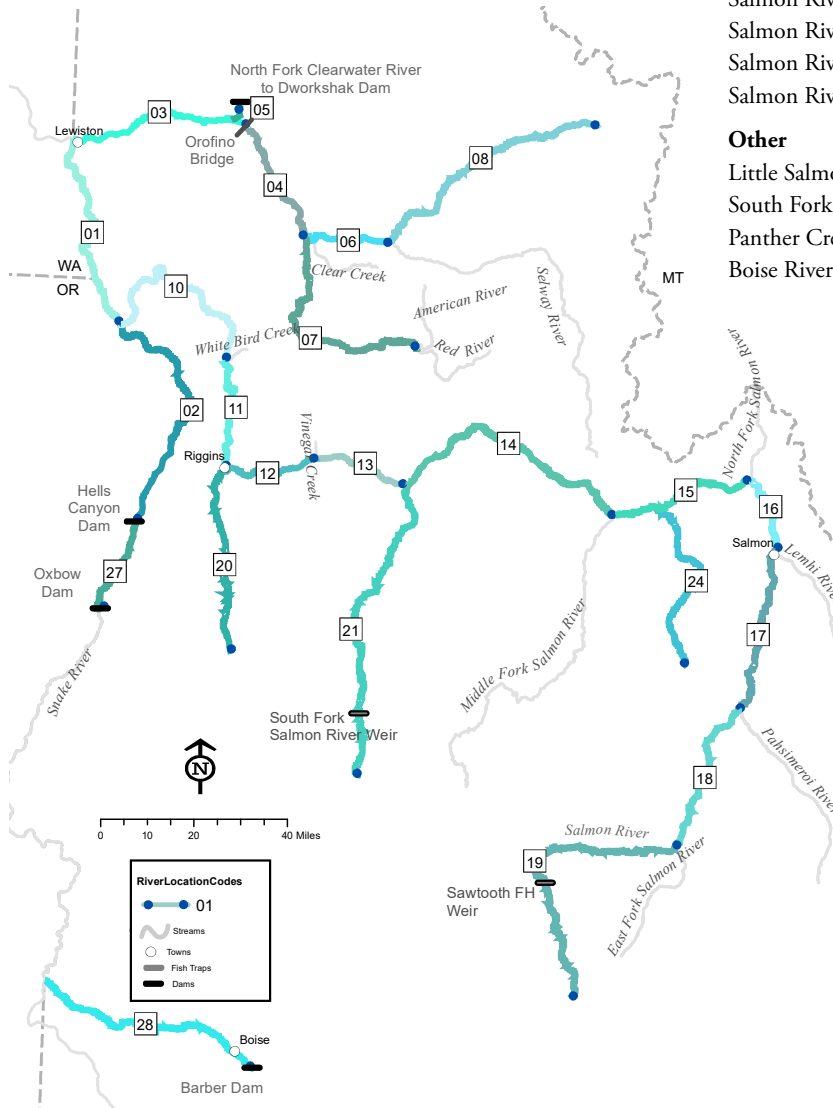 Salmon Riv
Salmon Riv
Salmon Riv
Other
Little Salmo
South Fork
Panther Cre
Boise River
North Fork Clearwater River
to Dworkshak Dam
03
05
Lewiston
Orofino
Bridge
08
04
01
06
WA
OR
Clear Creek
MT
10
American River
Selway River
White Bird Creek
07
Red River
North Fork Salmon River
02
11
Vinegar Creek
14
Riggins
12
13
15
16
Hells
Canyon
Dam
Salmon
Lemhi Rive
Oxbow
Dam
27
20
24
21
17
Middle Fork Salmon River
Snake River
South Fork
Salmon River Weir
Pahsimeroi River
N
18
0 10 20 40 Miles
Salmon River
19
East Fork Salmon River
Sawtooth FH
Weir
RiverLocationCodes
01
Streams
Towns
Fish Traps
Dams
28
Boise
Barber Dam